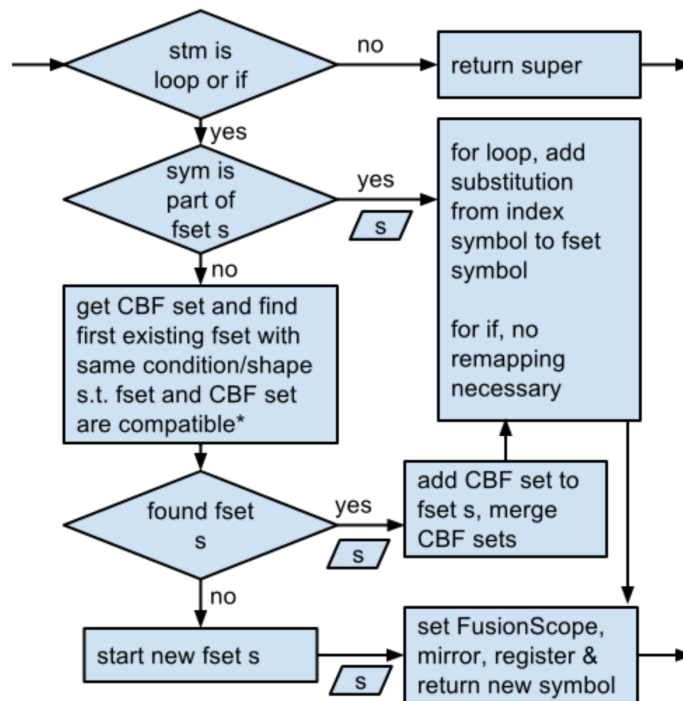 stm is
loop or if
no
return super
yes
sym is
part of
fset s
yes
s
for loop, add
substitution
from index
symbol to fset
symbol
for if, no
remapping
necessary
no
get CBF set and find
first existing fset with
same condition/shape
s.t. fset and CBF set
are compatible*
found fset
s
yes
s
add CBF set to
fset s, merge
CBF sets
no
start new fset s
s
set FusionScope,
mirror, register &
return new symbol